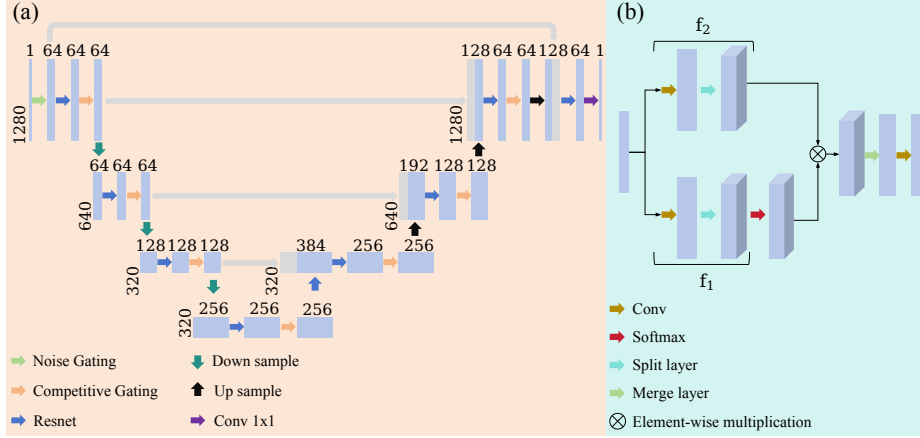 (a)
1 64 64 64
1280
128 64 64 128 64 1
1280
64 64 64
640
192 128 128
640
128 128 128
320
384 256 256
320
256 256 256
320
Noise Gating
Competitive Gating
Resnet
Down sample
Up sample
Conv 1x1
(b)
f2
f1
Conv
Softmax
Split layer
Merge layer
Element-wise multiplication